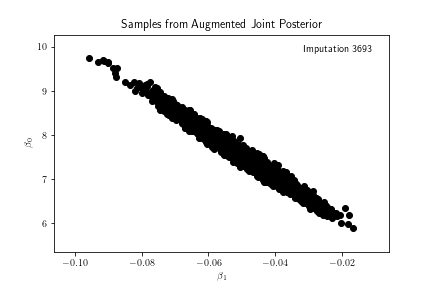 Samples from Augmented Joint Posterior
Imputation 3693
10
9
8
7
6
β0
−0.10 −0.08 −0.06 −0.04 −0.02
β1